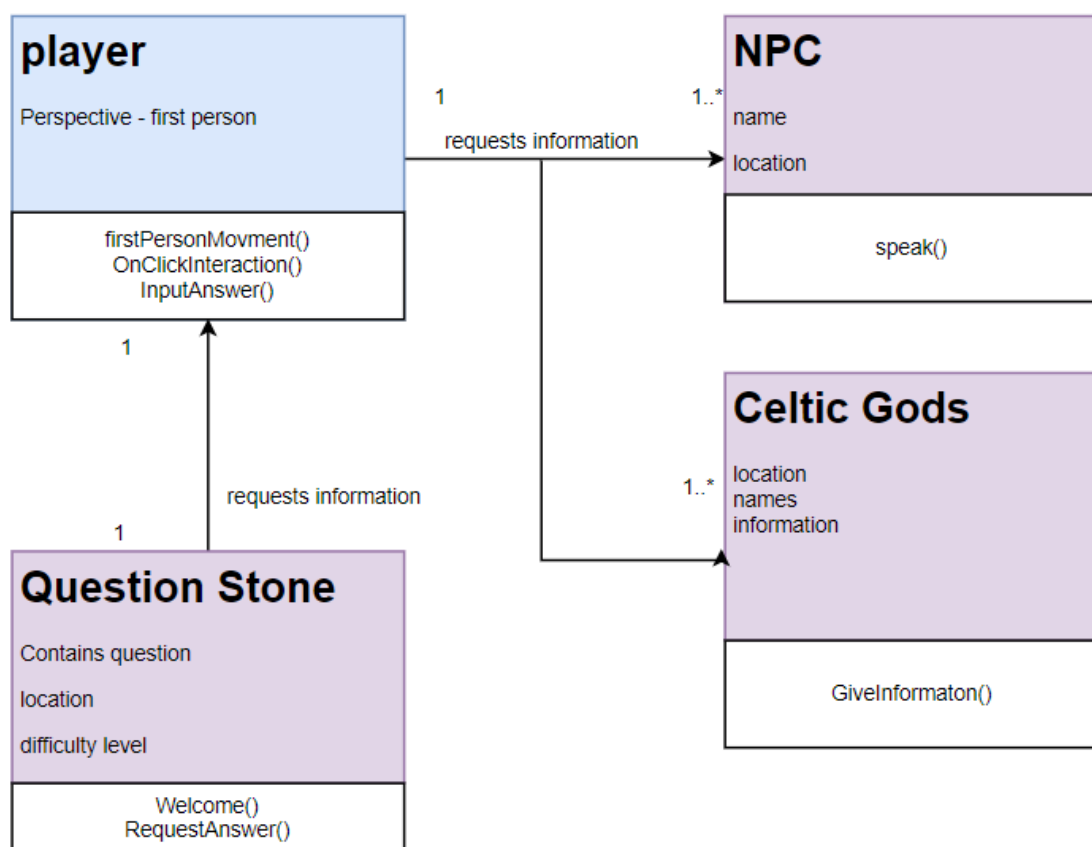 player
Perspective - first person
firstPersonMovment()
OnClickInteraction()
InputAnswer()
1
1..*
requests information
NPC
name
location
speak()
1
requests information
1
1..*
Celtic Gods
location
names
information
GiveInformaton()
Question Stone
Contains question
location
difficulty level
Welcome()
RequestAnswer()